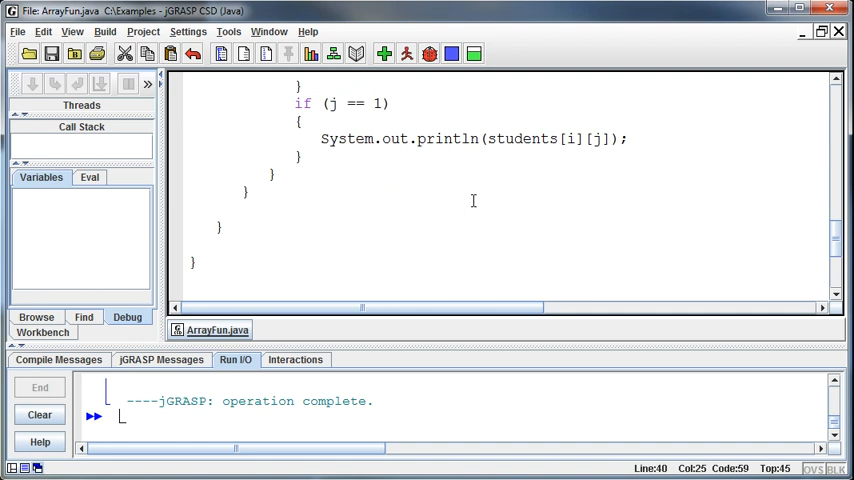 File: ArrayFun.java  C:\Examples - jGRASP CSD (Java)
File Edit View Build Project Settings Tools Window Help
Threads
Call Stack
Variables Eval
Browse Find Debug
Workbench
}
if (j == 1)
{
System.out.println(students[i][j]);
}
}
}
}
}
ArrayFun.java
Compile Messages jGRASP Messages Run I/O Interactions
End
Clear
Help
----jGRASP: operation complete.
Line:40 Col:25 Code:59 Top:45 OVS BLK